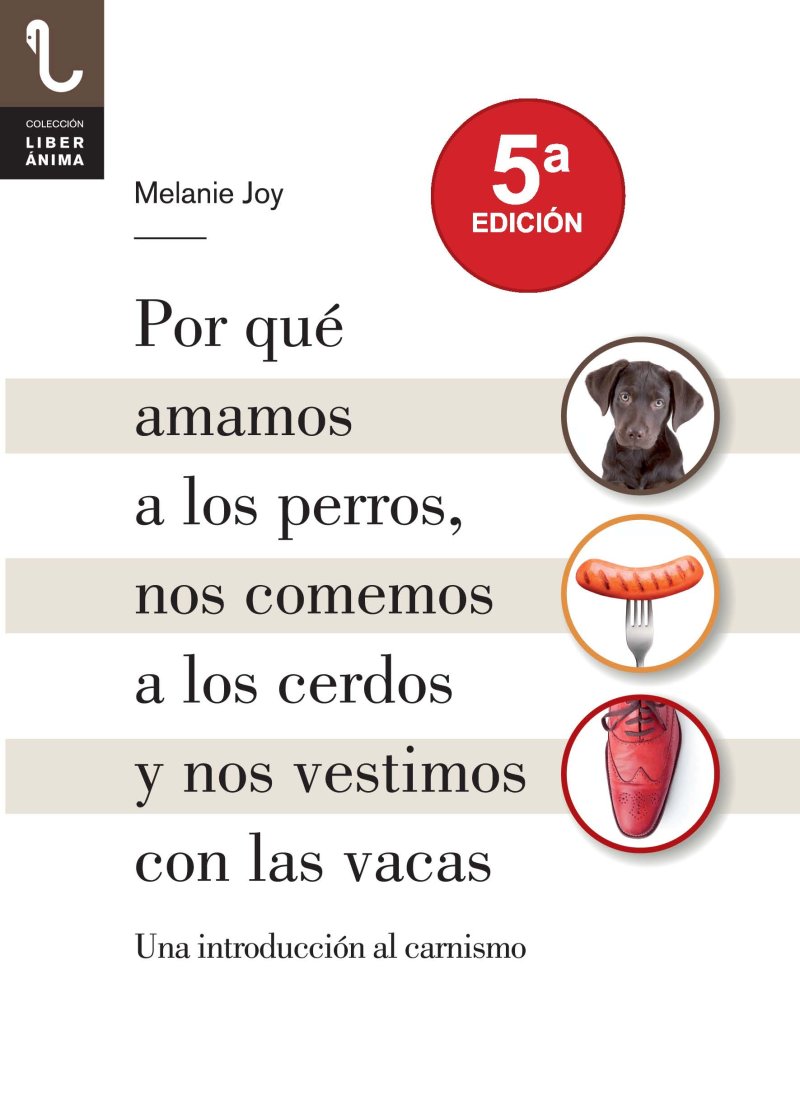 COLECCIÓN
LIBER
ÁNIMA
Melanie Joy
5ª
EDICIÓN
Por qué
amamos
a los perros,
nos comemos
a los cerdos
y nos vestimos
con las vacas
Una introducción al carnismo